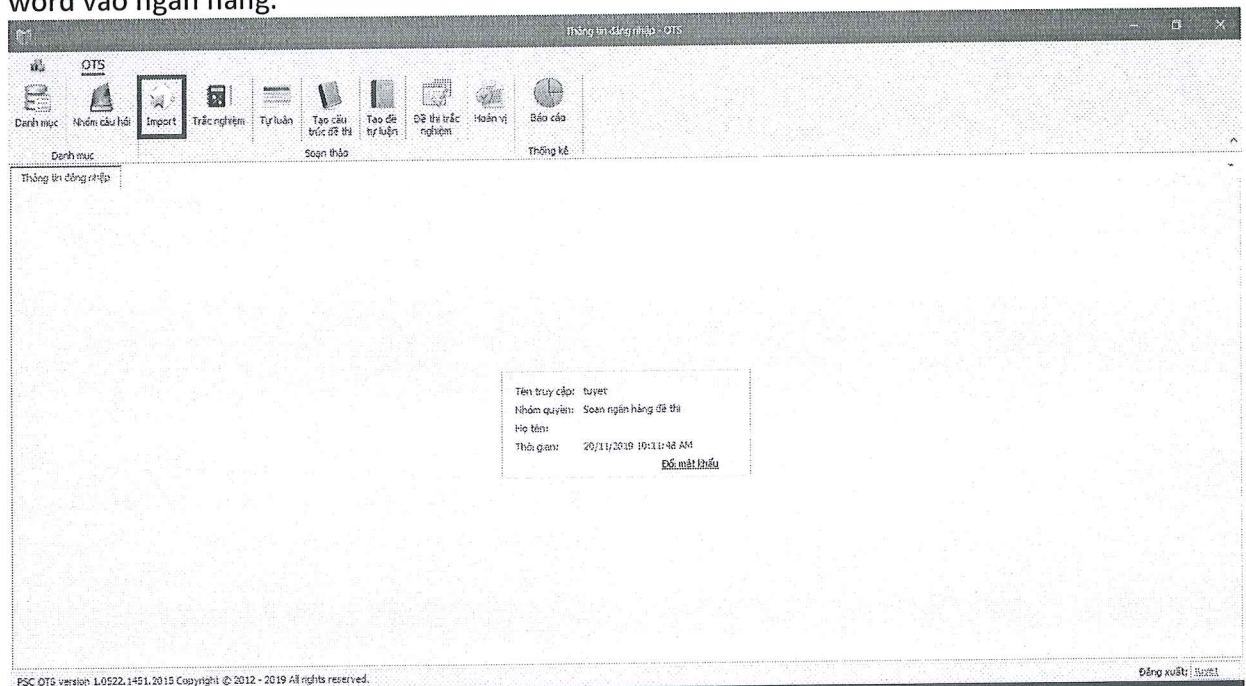 word vào ngân hàng.
Thông tin đăng nhập - OTS
OTS
Danh mục
Nhóm câu hỏi
Import
Trắc nghiệm
Tự luận
Tạo cấu
trúc đề thi
Tạo đề
tự luận
Đề thi trắc
nghiệm
Hoán vị
Báo cáo
Danh mục
Soạn thảo
Thống kê
Thông tin đăng nhập
Tên truy cập: tuyet
Nhóm quyền: Soạn ngân hàng đề thi
Họ tên:
Thời gian: 20/11/2019 10:11:48 AM
Đổi mật khẩu
PSC OTS version 1.0522.1451.2015 Copyright © 2012 - 2019 All rights reserved.
Đăng xuất: tuyet